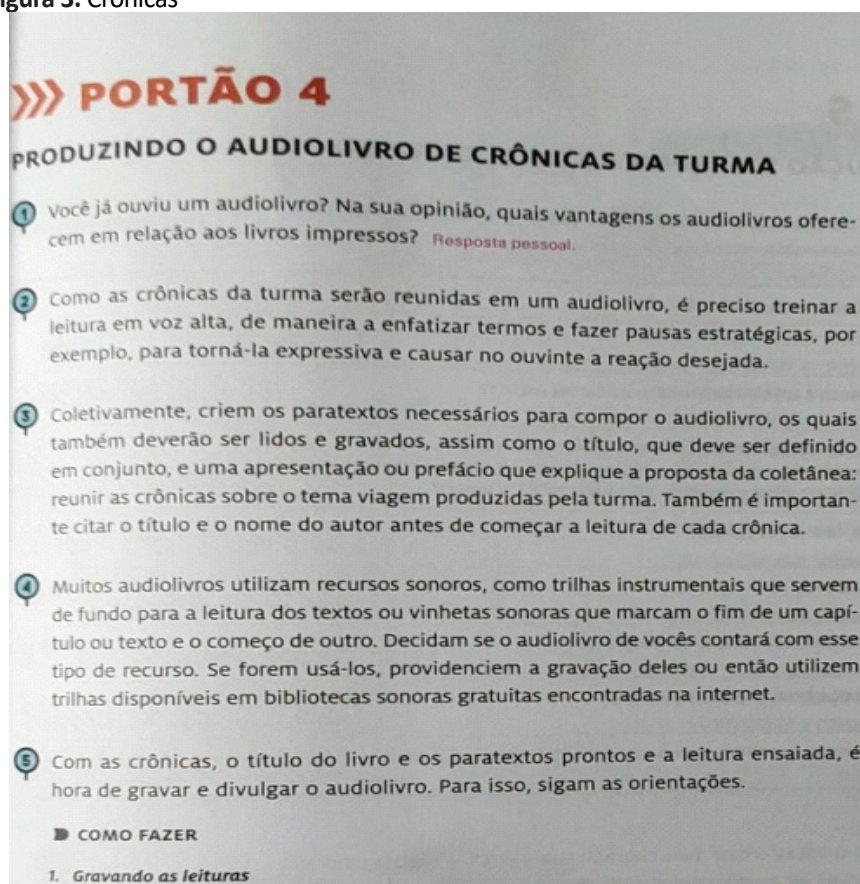 igura 3. Crônicas
PORTÃO 4
PRODUZINDO O AUDIOLIVRO DE CRÔNICAS DA TURMA
1 Você já ouviu um audiolivro? Na sua opinião, quais vantagens os audiolivros ofere-
cem em relação aos livros impressos? Resposta pessoal.
2 Como as crônicas da turma serão reunidas em um audiolivro, é preciso treinar a
leitura em voz alta, de maneira a enfatizar termos e fazer pausas estratégicas, por
exemplo, para torná-la expressiva e causar no ouvinte a reação desejada.
3 Coletivamente, criem os paratextos necessários para compor o audiolivro, os quais
também deverão ser lidos e gravados, assim como o título, que deve ser definido
em conjunto, e uma apresentação ou prefácio que explique a proposta da coletânea:
reunir as crônicas sobre o tema viagem produzidas pela turma. Também é importan-
te citar o título e o nome do autor antes de começar a leitura de cada crônica.
4 Muitos audiolivros utilizam recursos sonoros, como trilhas instrumentais que servem
de fundo para a leitura dos textos ou vinhetas sonoras que marcam o fim de um capí-
tulo ou texto e o começo de outro. Decidam se o audiolivro de vocês contará com esse
tipo de recurso. Se forem usá-los, providenciem a gravação deles ou então utilizem
trilhas disponíveis em bibliotecas sonoras gratuitas encontradas na internet.
5 Com as crônicas, o título do livro e os paratextos prontos e a leitura ensaiada, é
hora de gravar e divulgar o audiolivro. Para isso, sigam as orientações.
COMO FAZER
1. Gravando as leituras